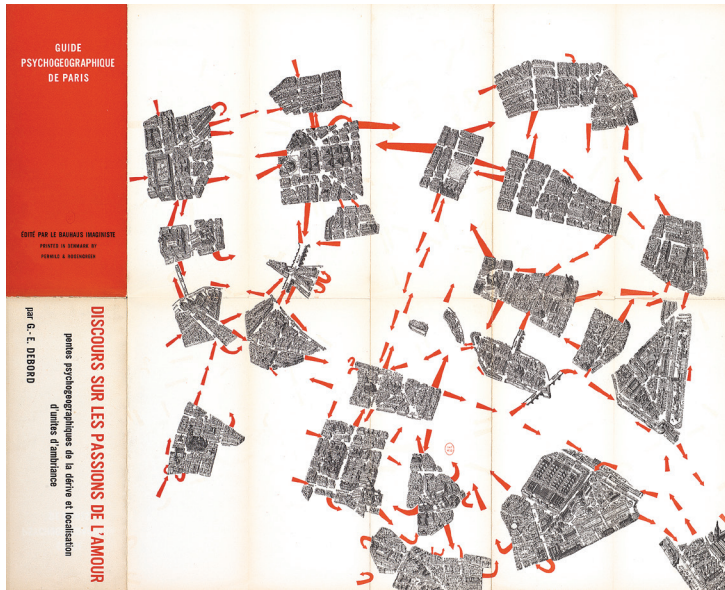 GUIDE
PSYCHOGEOGRAPHIQUE
DE PARIS
ÉDITÉ PAR LE BAUHAUS IMAGINISTE
PRINTED IN DENMARK BY
PERMILD & ROSENGREEN
DISCOURS SUR LES PASSIONS DE L'AMOUR
pentes psychogeographiques de la dérive et localisation
d'unites d'ambiance
par G.-E. DEBORD